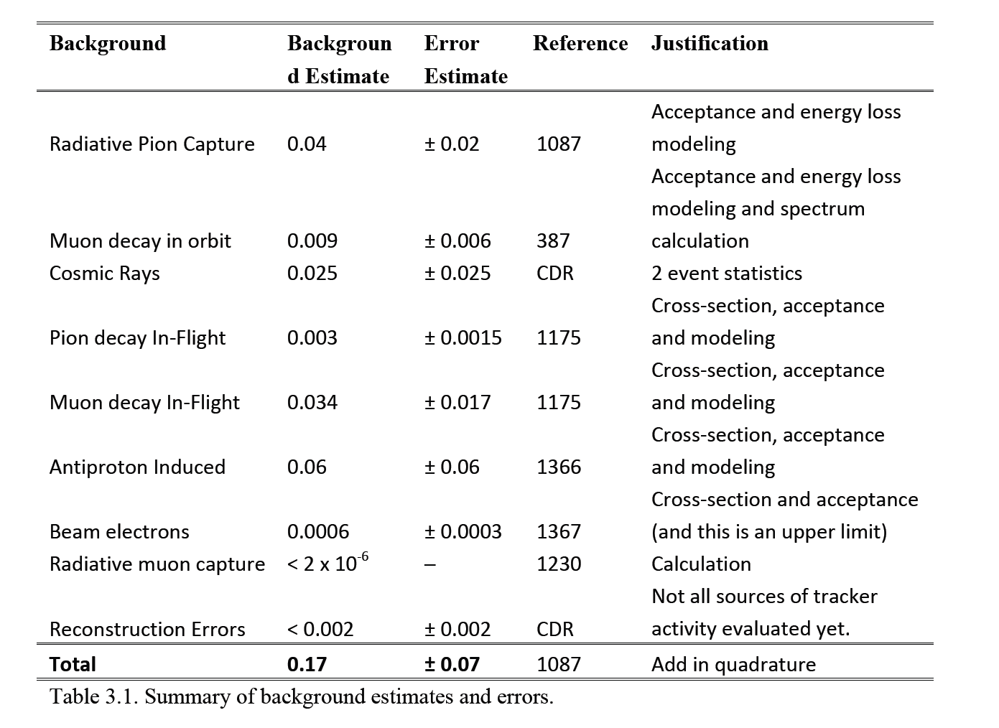 Background Backgroun Error Reference Justification
d Estimate Estimate
Acceptance and energy loss
Radiative Pion Capture 0.04 ± 0.02 1087 modeling
Acceptance and energy loss
modeling and spectrum
Muon decay in orbit 0.009 ± 0.006 387 calculation
Cosmic Rays 0.025 ± 0.025 CDR 2 event statistics
Cross-section, acceptance
Pion decay In-Flight 0.003 ± 0.0015 1175 and modeling
Cross-section, acceptance
Muon decay In-Flight 0.034 ± 0.017 1175 and modeling
Cross-section, acceptance
Antiproton Induced 0.06 ± 0.06 1366 and modeling
Cross-section and acceptance
Beam electrons 0.0006 ± 0.0003 1367 (and this is an upper limit)
Radiative muon capture < 2 x 10⁻⁶ – 1230 Calculation
Not all sources of tracker
Reconstruction Errors < 0.002 ± 0.002 CDR activity evaluated yet.
Total 0.17 ± 0.07 1087 Add in quadrature
Table 3.1. Summary of background estimates and errors.